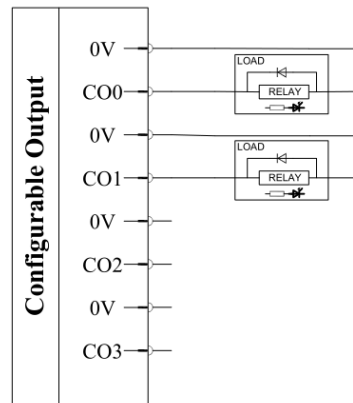 Configurable Output
0V
LOAD
CO0
RELAY
0V
LOAD
CO1
RELAY
0V
CO2
0V
CO3